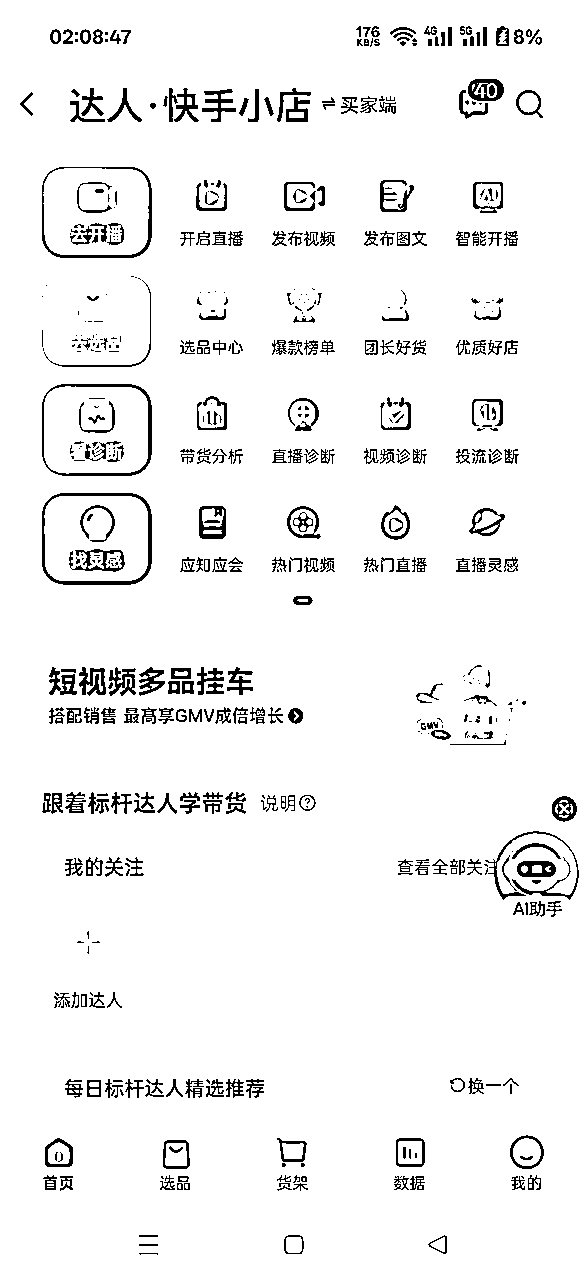 02:08:47 176 KB/S 4G 5G 8%
达人·快手小店 ⇌买家端 40
去开播 开启直播 发布视频 发布图文 智能开播
去选品 选品中心 爆款榜单 团长好货 优质好店
看诊断 带货分析 直播诊断 视频诊断 投流诊断
找灵感 应知应会 热门视频 热门直播 直播灵感
短视频多品挂车
搭配销售 最高享GMV成倍增长
GMV
跟着标杆达人学带货 说明
我的关注 查看全部关注
AI助手
添加达人
每日标杆达人精选推荐 换一个
首页 选品 货架 数据 我的